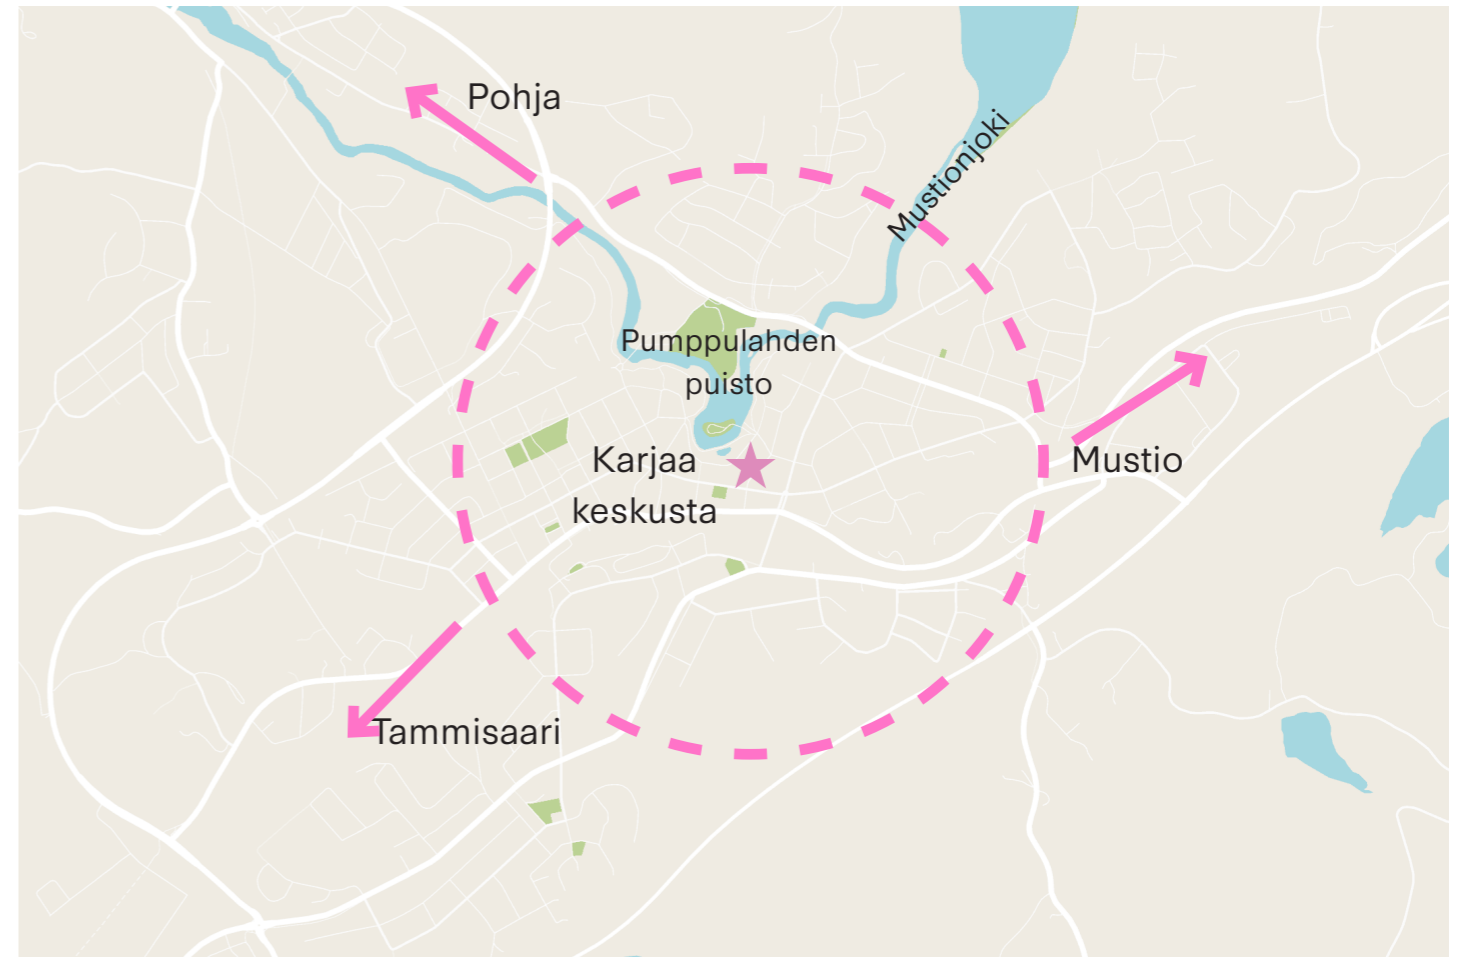 Pohja
Mustionjoki
Pumppulahden
puisto
Karjaa
keskusta
Mustio
Tammisaari